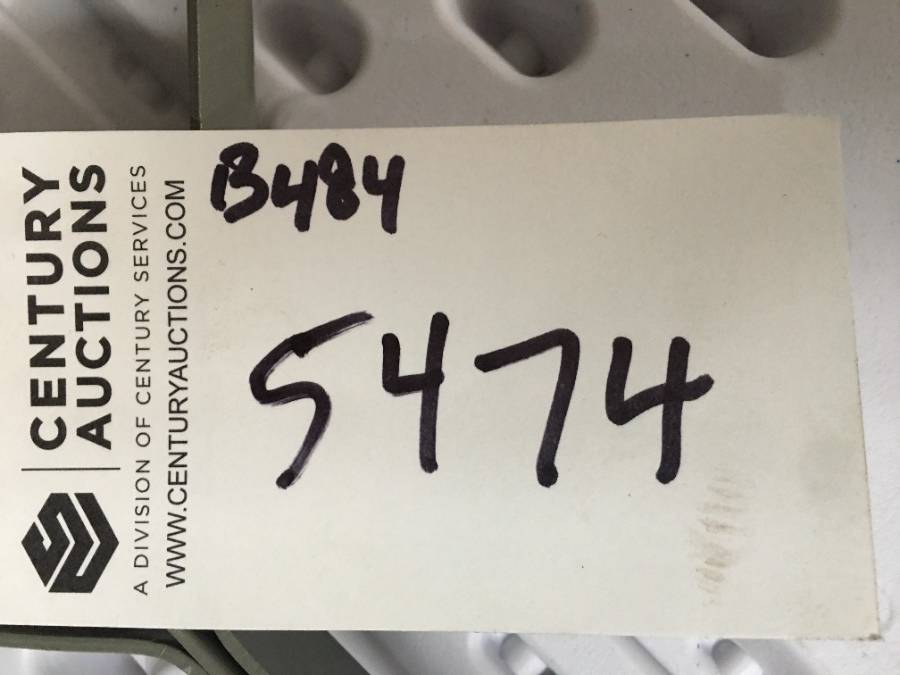 CENTURY
AUCTIONS
A DIVISION OF CENTURY SERVICES
WWW.CENTURYAUCTIONS.COM
B484
5474